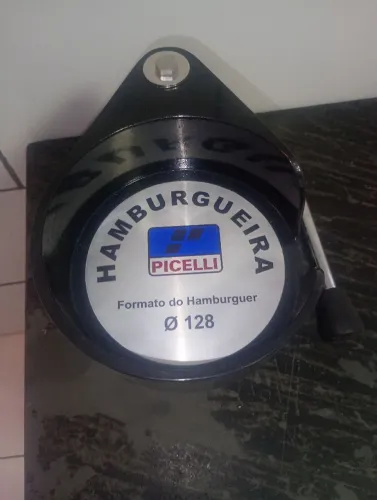 HAMBURGUEIRA
PICELLI
Formato do Hamburguer
Ø 128